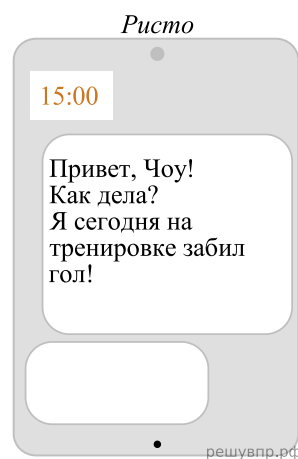 Ристо
15:00
Привет, Чоу!
Как дела?
Я сегодня на
тренировке забил
гол!
решувпр.рф